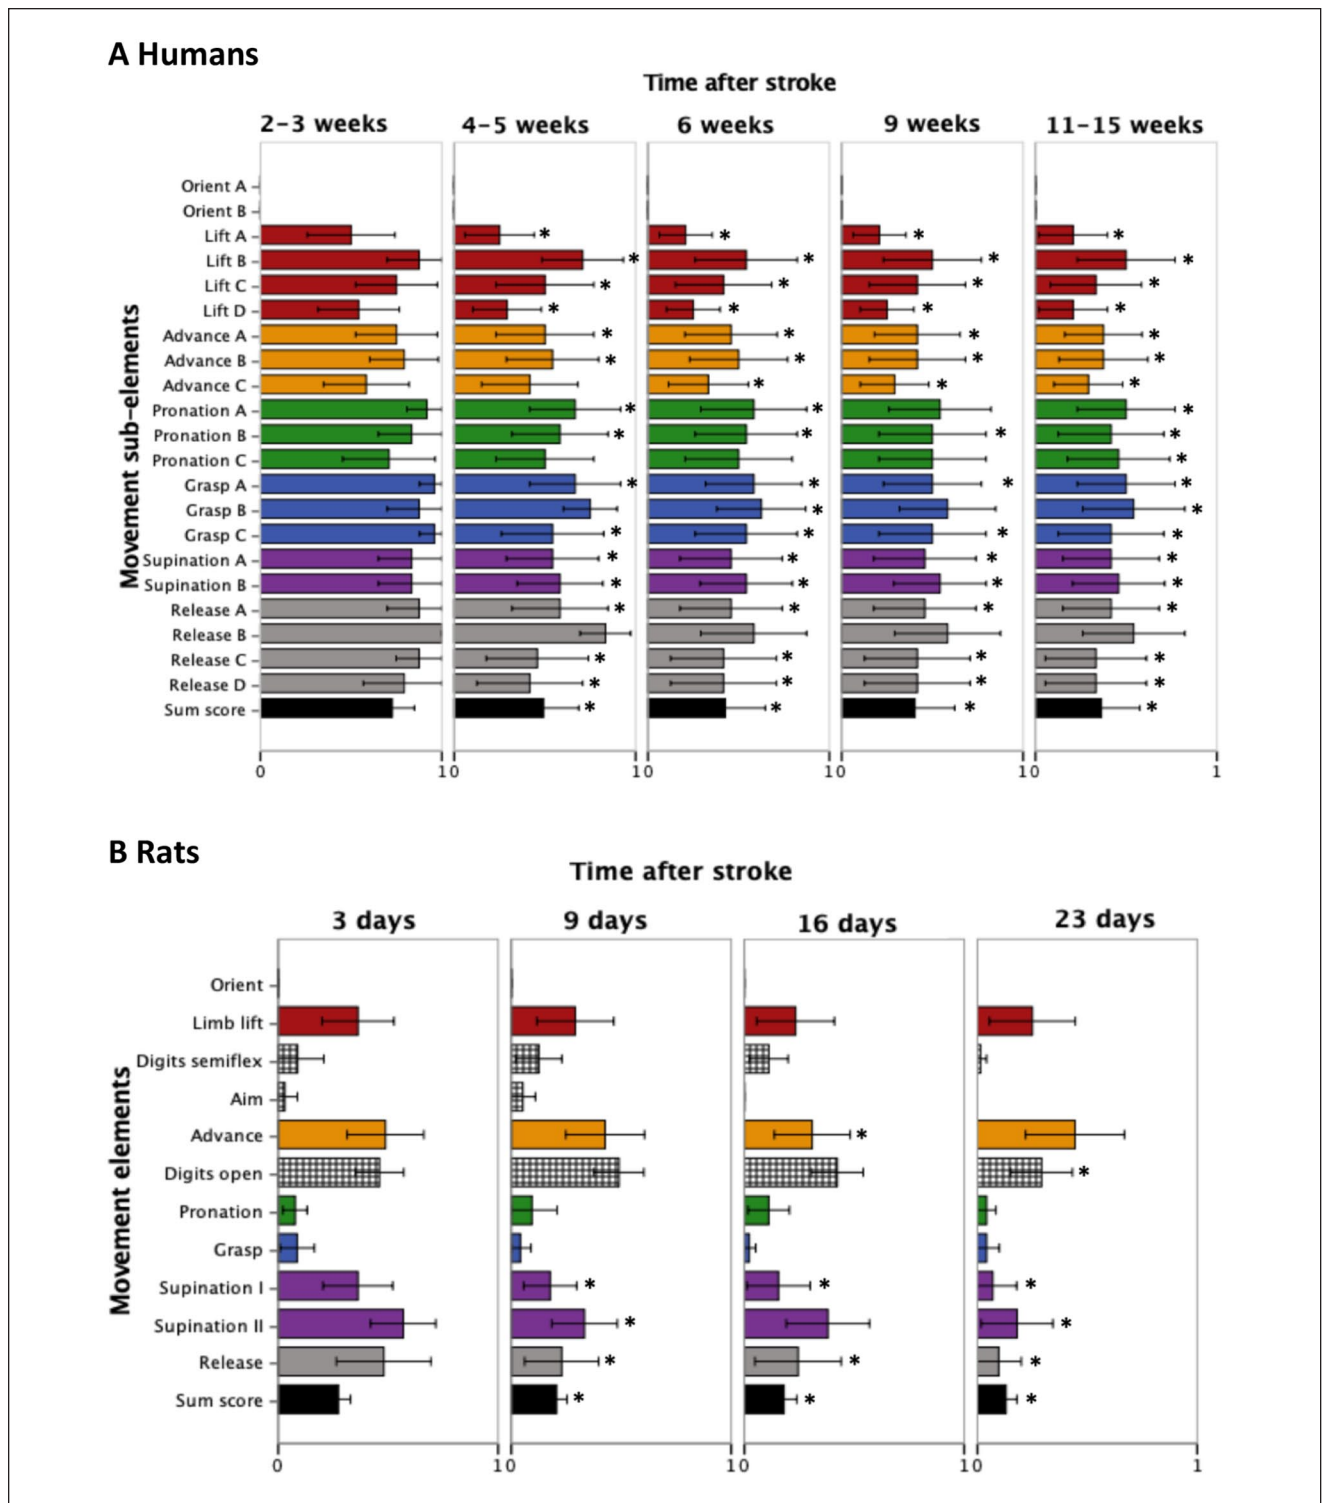 A Humans
Time after stroke
2–3 weeks 4–5 weeks 6 weeks 9 weeks 11–15 weeks
Movement sub-elements
Orient A
Orient B
Lift A * * * *
Lift B * * * *
Lift C * * * *
Lift D * * * *
Advance A * * * *
Advance B * * * *
Advance C * * *
Pronation A * * *
Pronation B * * * *
Pronation C *
Grasp A * * * *
Grasp B * *
Grasp C * * * *
Supination A * * * *
Supination B * * * *
Release A * * * *
Release B
Release C * * * *
Release D * * * *
Sum score * * * *
0 10 10 10 10 1
B Rats
Time after stroke
3 days 9 days 16 days 23 days
Movement elements
Orient
Limb lift
Digits semiflex
Aim
Advance *
Digits open *
Pronation
Grasp
Supination I * * *
Supination II * *
Release * * *
Sum score * * *
0 10 10 10 1